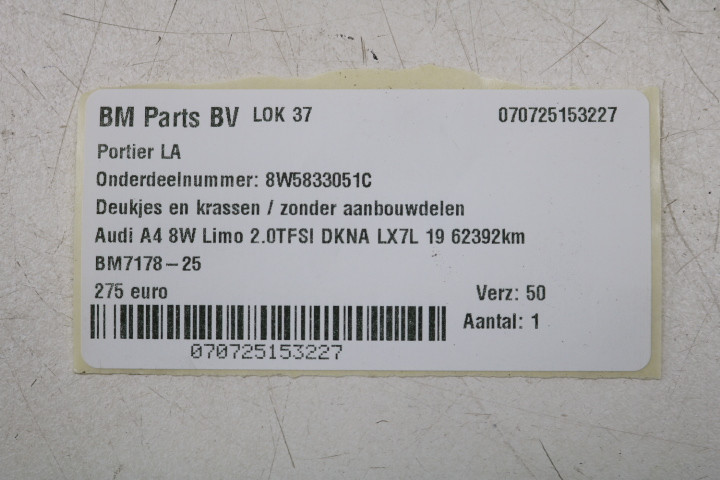 BM Parts BV LOK 37 070725153227
Portier LA
Onderdeelnummer: 8W5833051C
Deukjes en krassen / zonder aanbouwdelen
Audi A4 8W Limo 2.0TFSI DKNA LX7L 19 62392km
BM7178-25
275 euro Verz: 50
Aantal: 1
070725153227